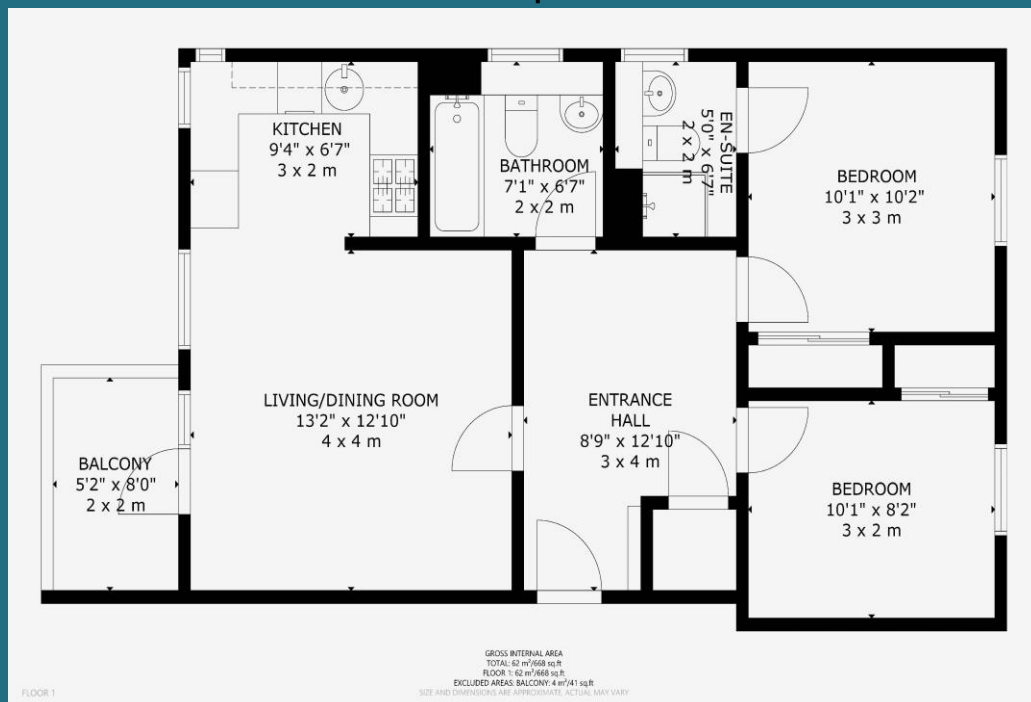 KITCHEN
9'4" x 6'7"
3 x 2 m
BATHROOM
7'1" x 6'7"
2 x 2 m
EN-SUITE
5'0" x 6'7"
2 x 2 m
BEDROOM
10'1" x 10'2"
3 x 3 m
LIVING/DINING ROOM
13'2" x 12'10"
4 x 4 m
ENTRANCE
HALL
8'9" x 12'10"
3 x 4 m
BALCONY
5'2" x 8'0"
2 x 2 m
BEDROOM
10'1" x 8'2"
3 x 2 m
GROSS INTERNAL AREA
TOTAL: 62 m²/668 sq.ft
FLOOR 1: 62 m²/668 sq.ft
EXCLUDED AREAS: BALCONY: 4 m²/41 sq.ft
SIZE AND DIMENSIONS ARE APPROXIMATE, ACTUAL MAY VARY
FLOOR 1